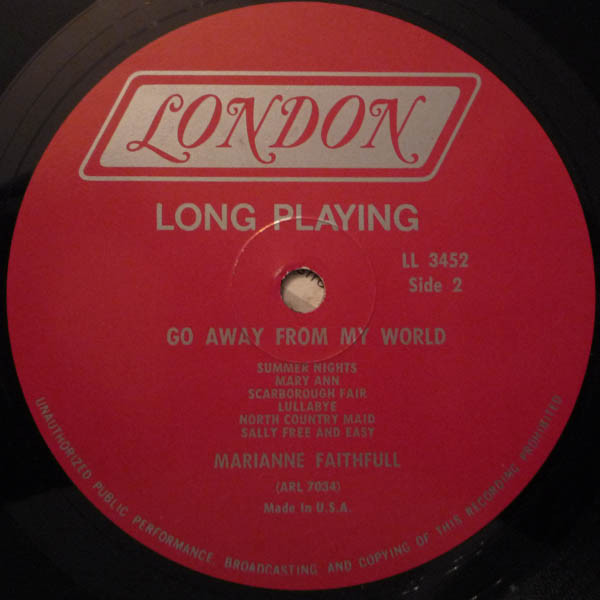 LONDON
LONG PLAYING
LL 3452
Side 2
GO AWAY FROM MY WORLD
SUMMER NIGHTS
MARY ANN
SCARBOROUGH FAIR
LULLABYE
NORTH COUNTRY MAID
SALLY FREE AND EASY
MARIANNE FAITHFULL
(ARL 7034)
Made in U.S.A.
UNAUTHORIZED PUBLIC PERFORMANCE, BROADCASTING AND COPYING OF THIS RECORDING PROHIBITED